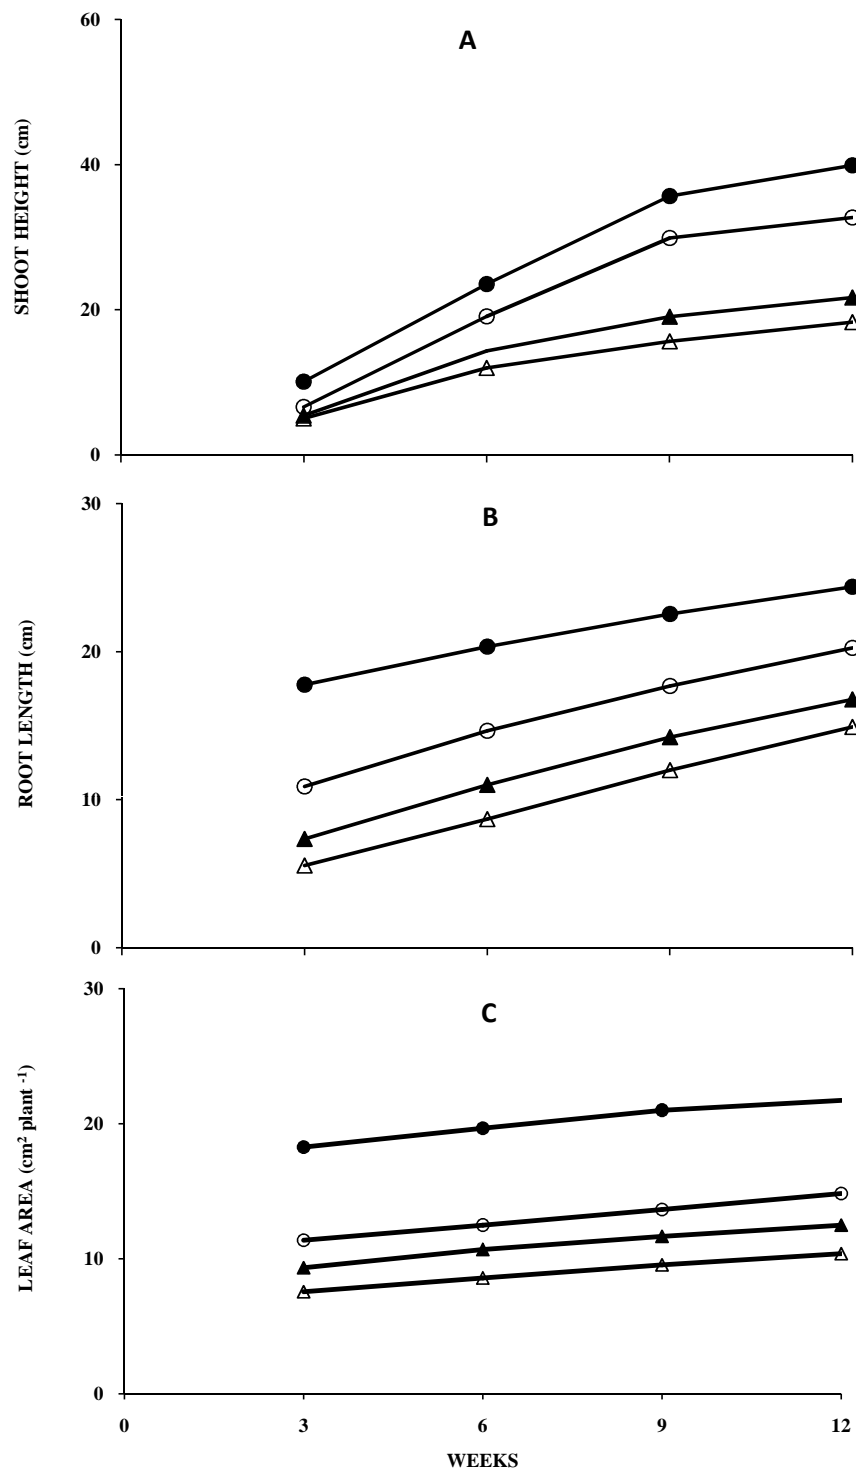 A
60
40
20
0
SHOOT HEIGHT (cm)
B
30
20
10
0
ROOT LENGTH (cm)
C
30
20
10
0
LEAF AREA (cm² plant ⁻¹)
0 3 6 9 12
WEEKS